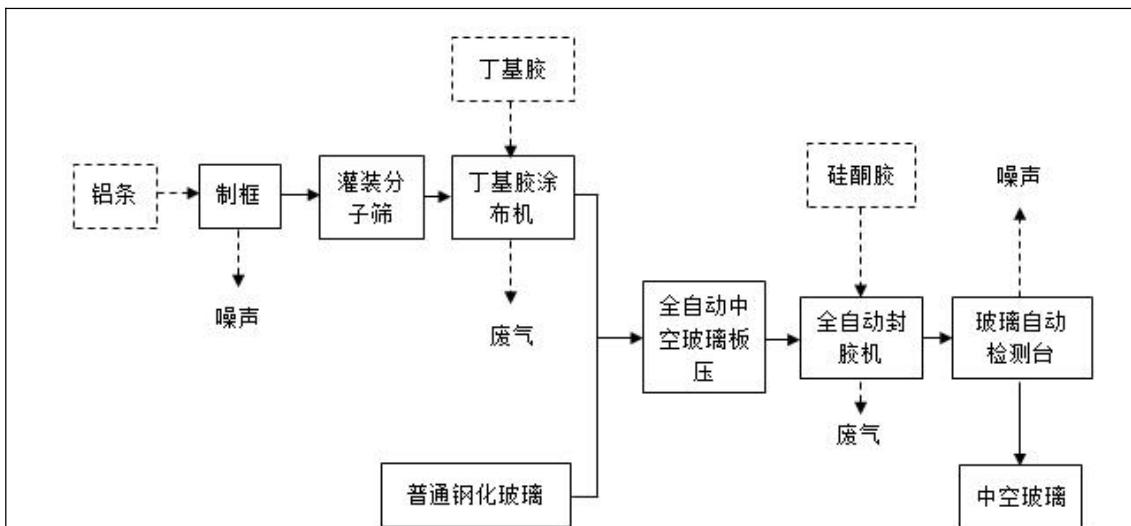 丁基胶
铝条
制框
灌装分
子筛
丁基胶涂
布机
硅酮胶
噪声
噪声
废气
全自动中
空玻璃板
压
全自动封
胶机
玻璃自动
检测台
废气
普通钢化玻璃
中空玻璃